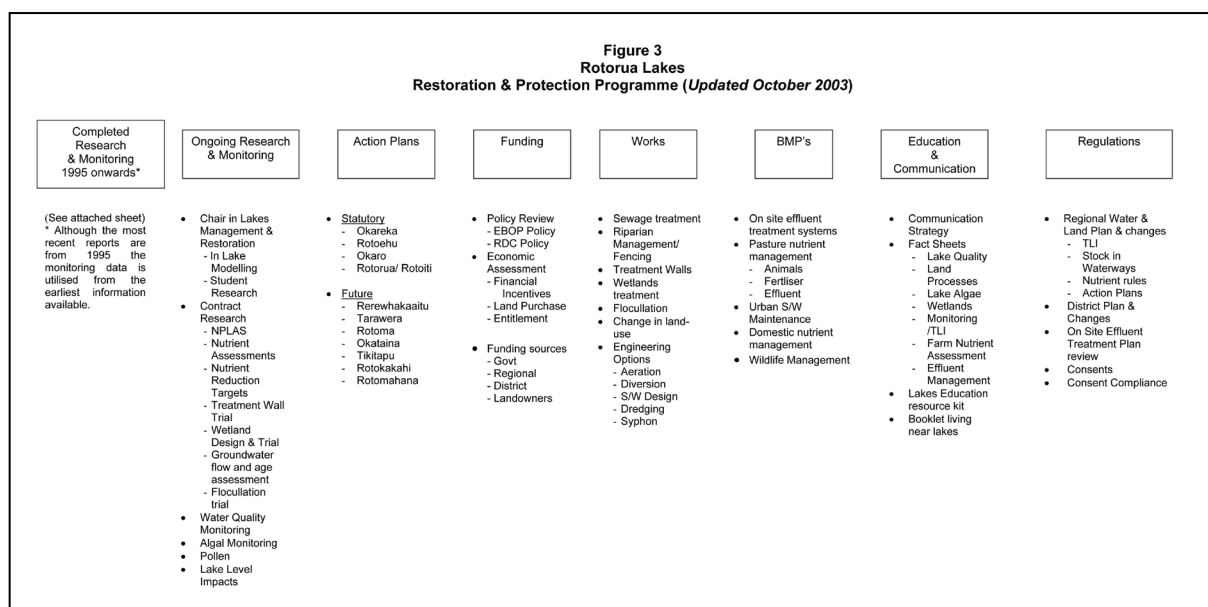 Figure 3
Rotorua Lakes
Restoration & Protection Programme (Updated October 2003)
Completed
Research
& Monitoring
1995 onwards*
(See attached sheet)
* Although the most
recent reports are
from 1995 the
monitoring data is
utilised from the
earliest information
available.
Ongoing Research
& Monitoring
• Chair in Lakes
Management &
Restoration
- In Lake
Modelling
- Student
Research
• Contract
Research
- NPLAS
- Nutrient
Assessments
- Nutrient
Reduction
Targets
- Treatment Wall
Trial
- Wetland
Design & Trial
- Groundwater
flow and age
assessment
- Flocullation
trial
• Water Quality
Monitoring
• Algal Monitoring
• Pollen
• Lake Level
Impacts
Action Plans
• Statutory
- Okareka
- Rotoehu
- Okaro
- Rotorua/ Rotoiti
• Future
- Rerewhakaaitu
- Tarawera
- Rotoma
- Okataina
- Tikitapu
- Rotokakahi
- Rotomahana
Funding
• Policy Review
- EBOP Policy
- RDC Policy
• Economic
Assessment
- Financial
Incentives
- Land Purchase
- Entitlement
• Funding sources
- Govt
- Regional
- District
- Landowners
Works
• Sewage treatment
• Riparian
Management/
Fencing
• Treatment Walls
• Wetlands
treatment
• Flocullation
• Change in land-
use
• Engineering
Options
- Aeration
- Diversion
- S/W Design
- Dredging
- Syphon
BMP's
• On site effluent
treatment systems
• Pasture nutrient
management
- Animals
- Fertliser
- Effluent
• Urban S/W
Maintenance
• Domestic nutrient
management
• Wildlife Management
Education
&
Communication
• Communication
Strategy
• Fact Sheets
- Lake Quality
- Land
Processes
- Lake Algae
- Wetlands
- Monitoring
/TLI
- Farm Nutrient
Assessment
- Effluent
Management
• Lakes Education
resource kit
• Booklet living
near lakes
Regulations
• Regional Water &
Land Plan & changes
- TLI
- Stock in
Waterways
- Nutrient rules
- Action Plans
• District Plan &
Changes
• On Site Effluent
Treatment Plan
review
• Consents
• Consent Compliance